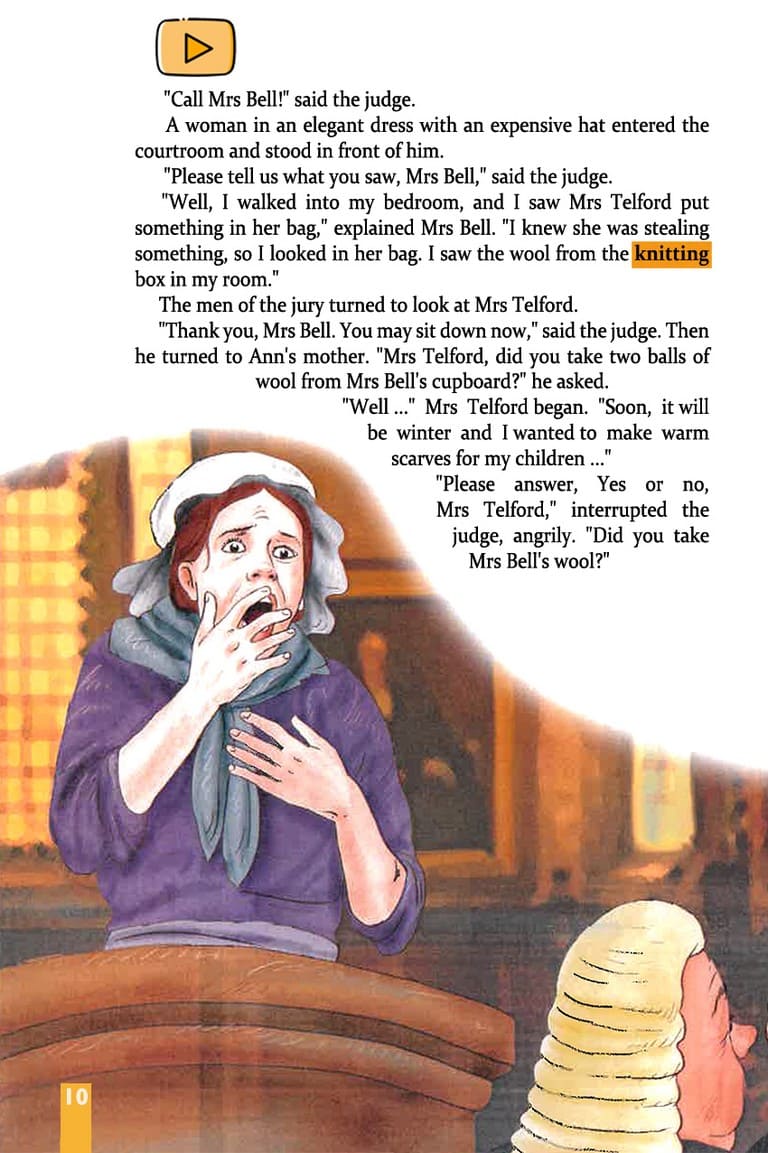 "Call Mrs Bell!" said the judge.
A woman in an elegant dress with an expensive hat entered the
courtroom and stood in front of him.
"Please tell us what you saw, Mrs Bell," said the judge.
"Well, I walked into my bedroom, and I saw Mrs Telford put
something in her bag," explained Mrs Bell. "I knew she was stealing
something, so I looked in her bag. I saw the wool from the knitting
box in my room."
The men of the jury turned to look at Mrs Telford.
"Thank you, Mrs Bell. You may sit down now," said the judge. Then
he turned to Ann's mother. "Mrs Telford, did you take two balls of
wool from Mrs Bell's cupboard?" he asked.
"Well ..." Mrs Telford began. "Soon, it will
be winter and I wanted to make warm
scarves for my children ..."
"Please answer, Yes or no,
Mrs Telford," interrupted the
judge, angrily. "Did you take
Mrs Bell's wool?"
10